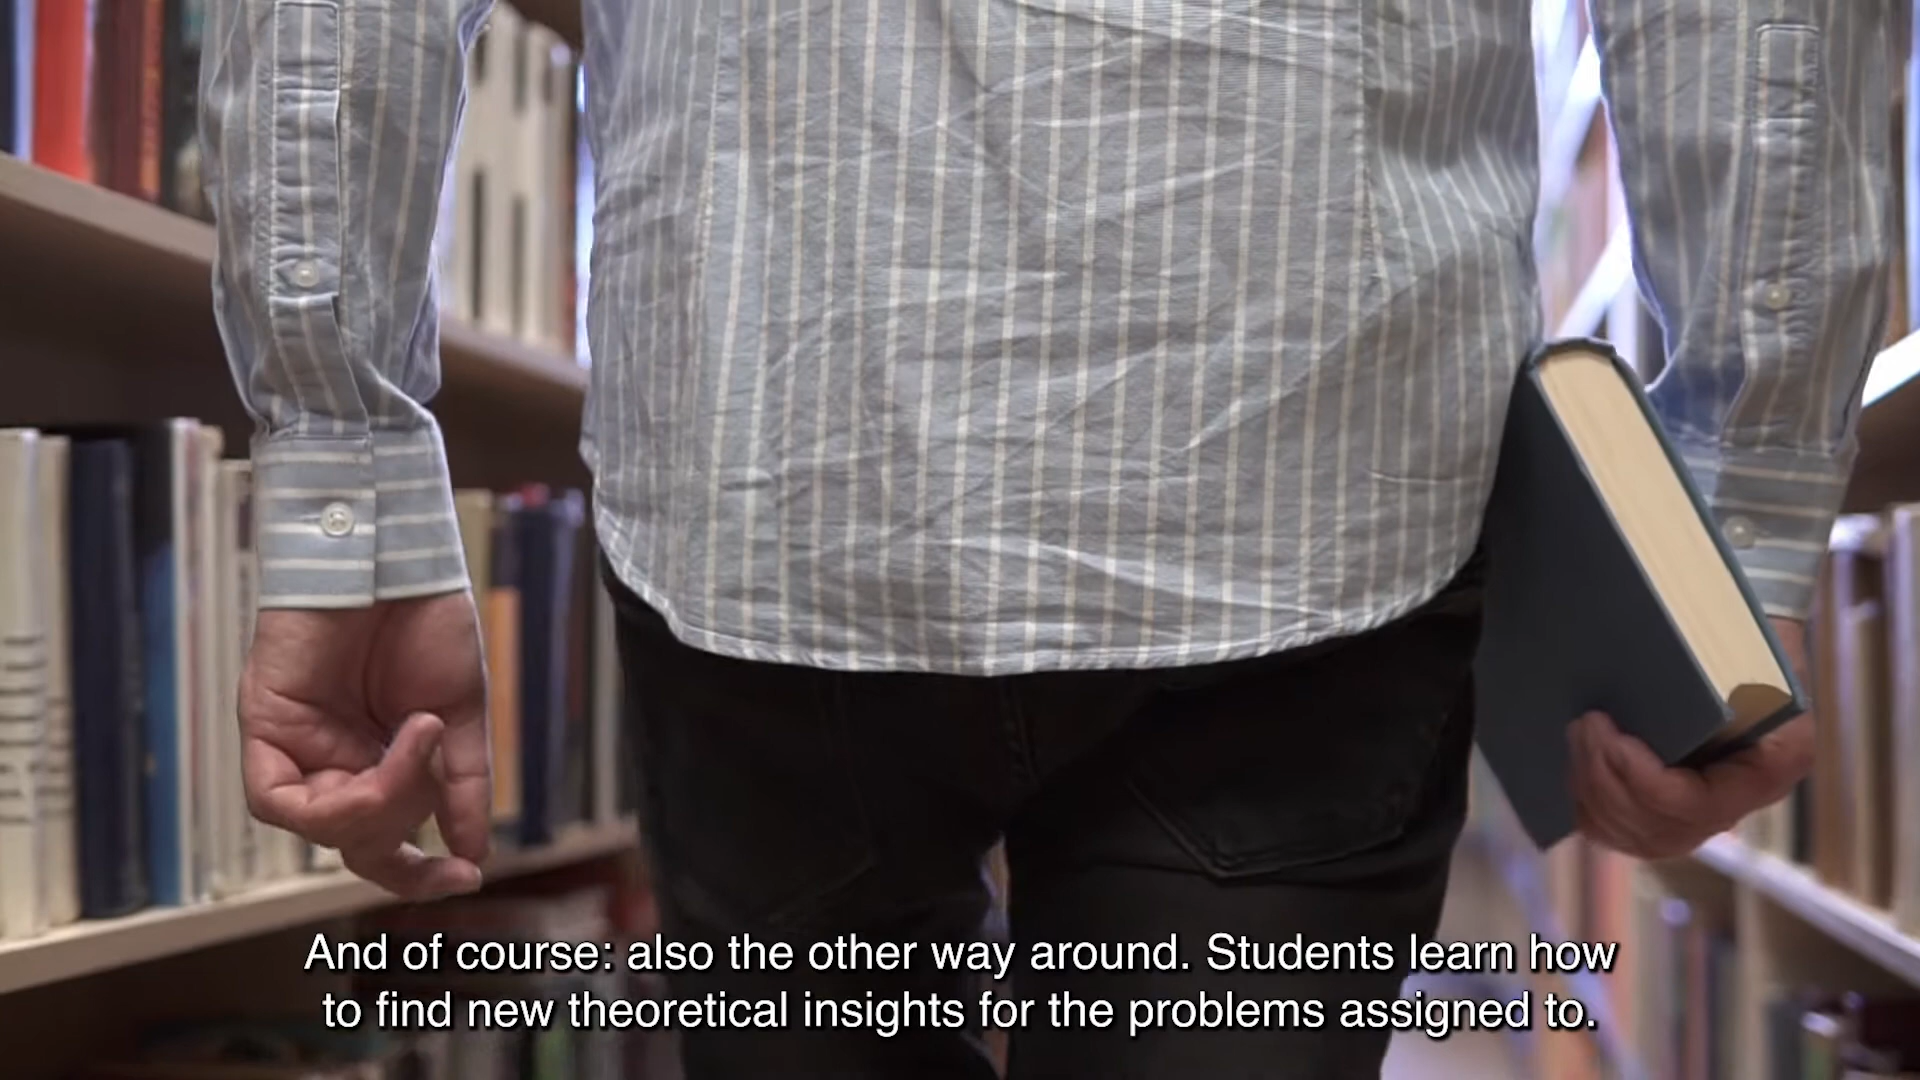 And of course: also the other way around. Students learn how
to find new theoretical insights for the problems assigned to.